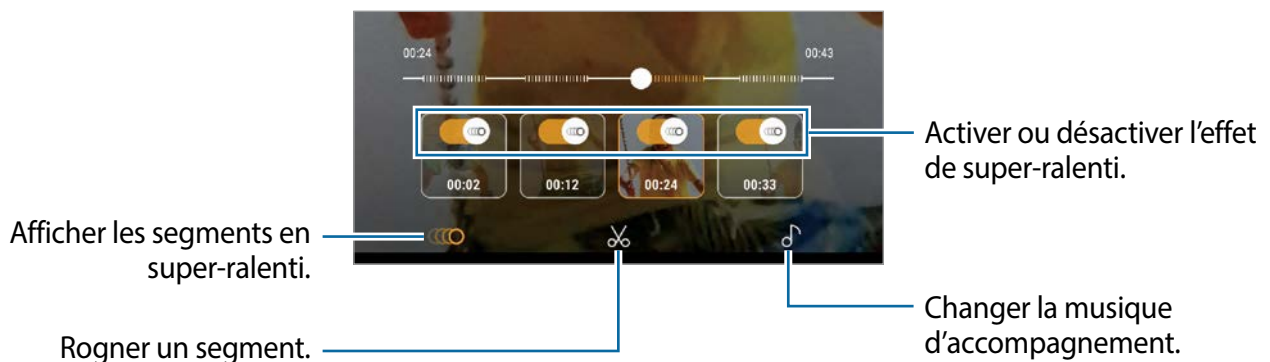 00:24
00:43
00:02
00:12
00:24
00:33
Activer ou désactiver l’effet
de super-ralenti.
Afficher les segments en
super-ralenti.
Rogner un segment.
Changer la musique
d’accompagnement.